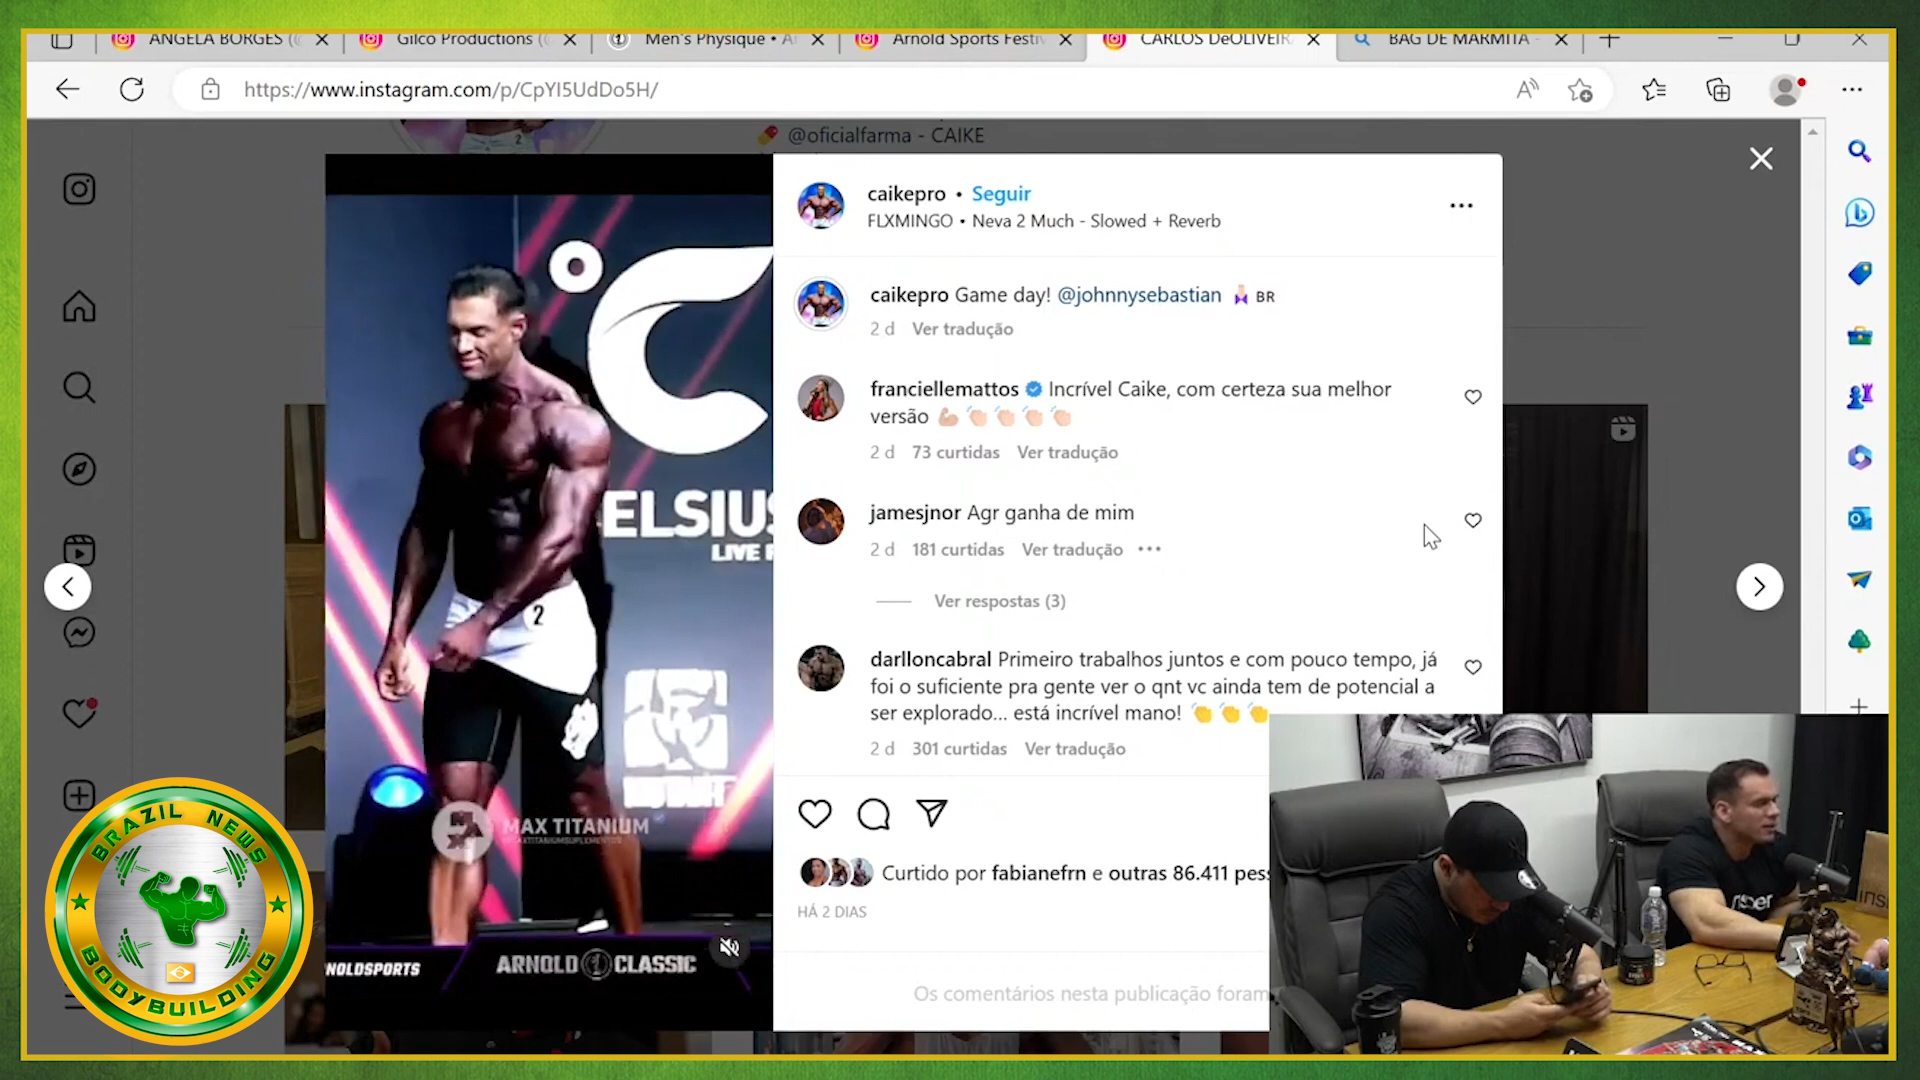 ANGELA BORGES (@
Gilco Productions (@
Men's Physique • A
Arnold Sports Festiv
CARLOS DeOLIVEIR
BAG DE MARMITA -
https://www.instagram.com/p/CpYI5UdDo5H/
@oficialfarma - CAIKE
caikepro • Seguir
FLXMINGO • Neva 2 Much - Slowed + Reverb
caikepro Game day! @johnnysebastian BR
2 d Ver tradução
franciellemattos Incrível Caike, com certeza sua melhor
versão
2 d 73 curtidas Ver tradução
jamesjnor Agr ganha de mim
2 d 181 curtidas Ver tradução
Ver respostas (3)
darlloncabral Primeiro trabalhos juntos e com pouco tempo, já
foi o suficiente pra gente ver o qnt vc ainda tem de potencial a
ser explorado... está incrível mano!
2 d 301 curtidas Ver tradução
Curtido por fabianefrn e outras 86.411 pess
HÁ 2 DIAS
Os comentários nesta publicação foram
°C
ELSIUS
LIVE F
2
2
MAX TITANIUM
NOLDSPORTS
ARNOLD CLASSIC
BRAZIL NEWS
BODYBUILDING